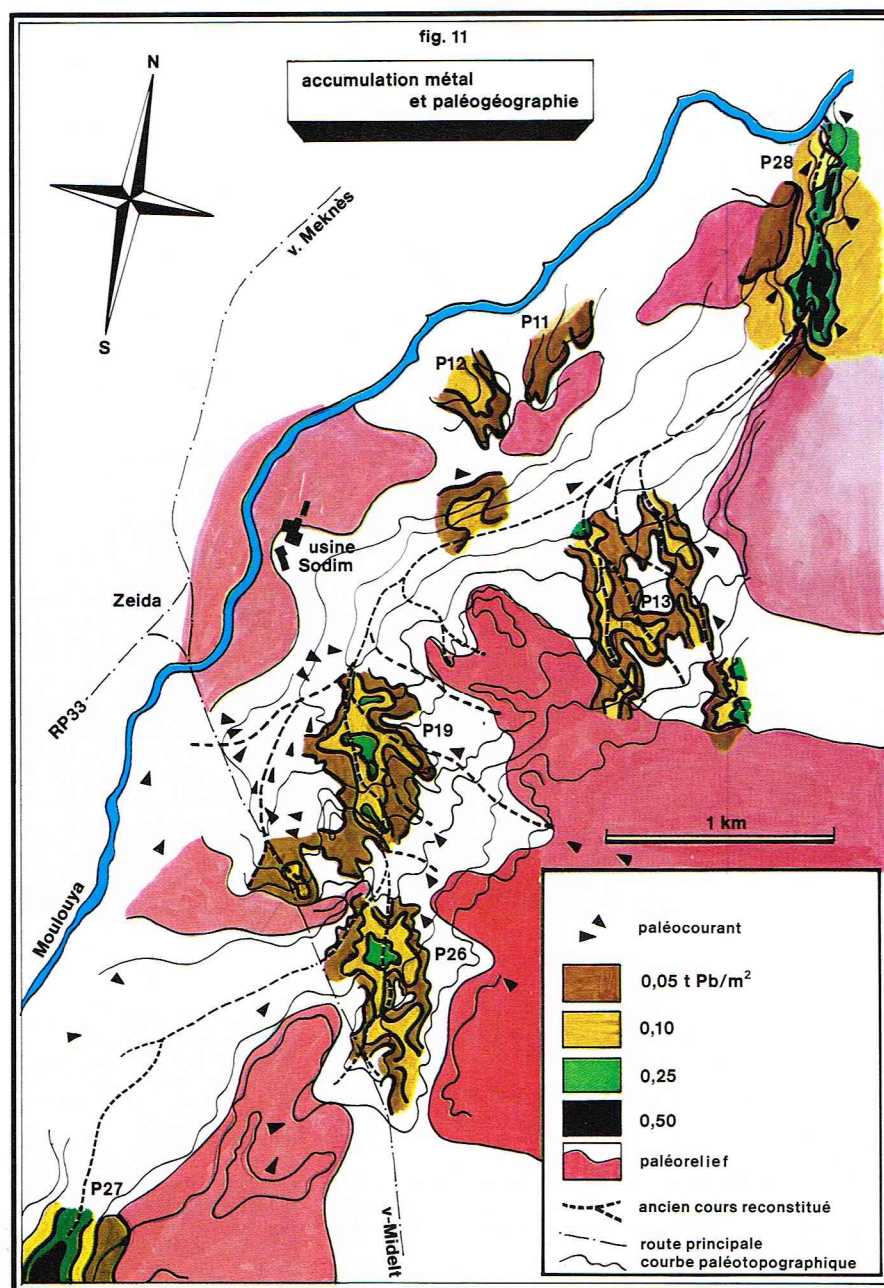 fig. 11
accumulation métal
et paléogéographie
N
S
v. Meknès
P28
P11
P12
usine
Sodim
Zeida
P13
RP33
P19
1 km
Moulouya
P26
P27
v-Midelt
paléocourant
0,05 t Pb/m²
0,10
0,25
0,50
paléorelief
ancien cours reconstitué
route principale
courbe paléotopographique